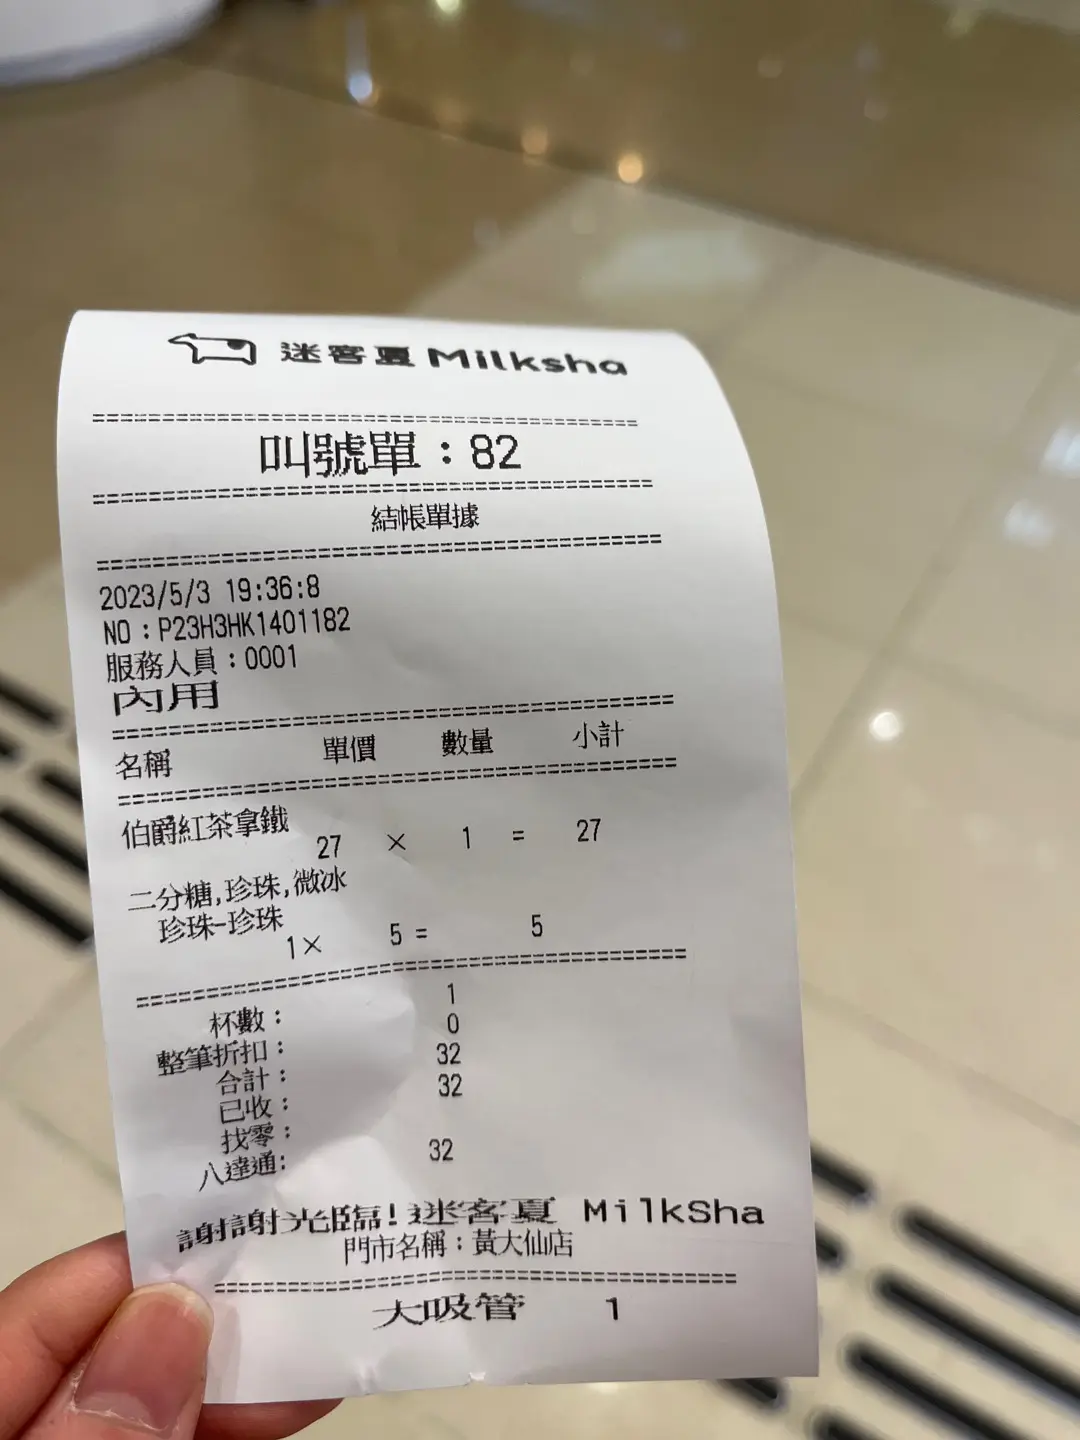 迷客夏 Milksha
叫號單：82
結帳單據
2023/5/3 19:36:8
NO：P23H3HK1401182
服務人員：0001
內用
名稱 單價 數量 小計
伯爵紅茶拿鐵
27 × 1 = 27
二分糖,珍珠,微冰
珍珠-珍珠
1× 5 = 5
杯數： 1
整筆折扣： 0
合計： 32
已收： 32
找零：
八達通: 32
謝謝光臨!迷客夏 MilkSha
門市名稱：黃大仙店
大吸管 1